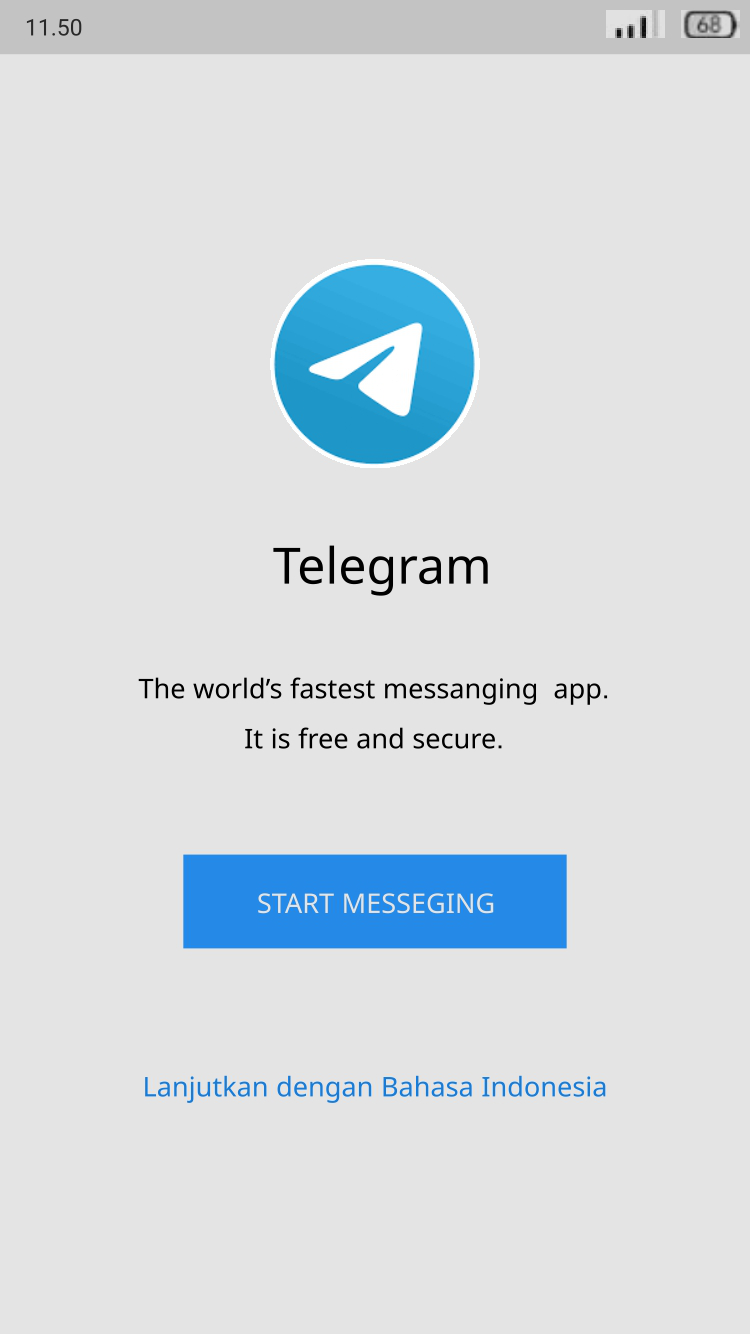 11.50
68
Telegram
The world’s fastest messanging  app.
It is free and secure.
START MESSEGING
Lanjutkan dengan Bahasa Indonesia